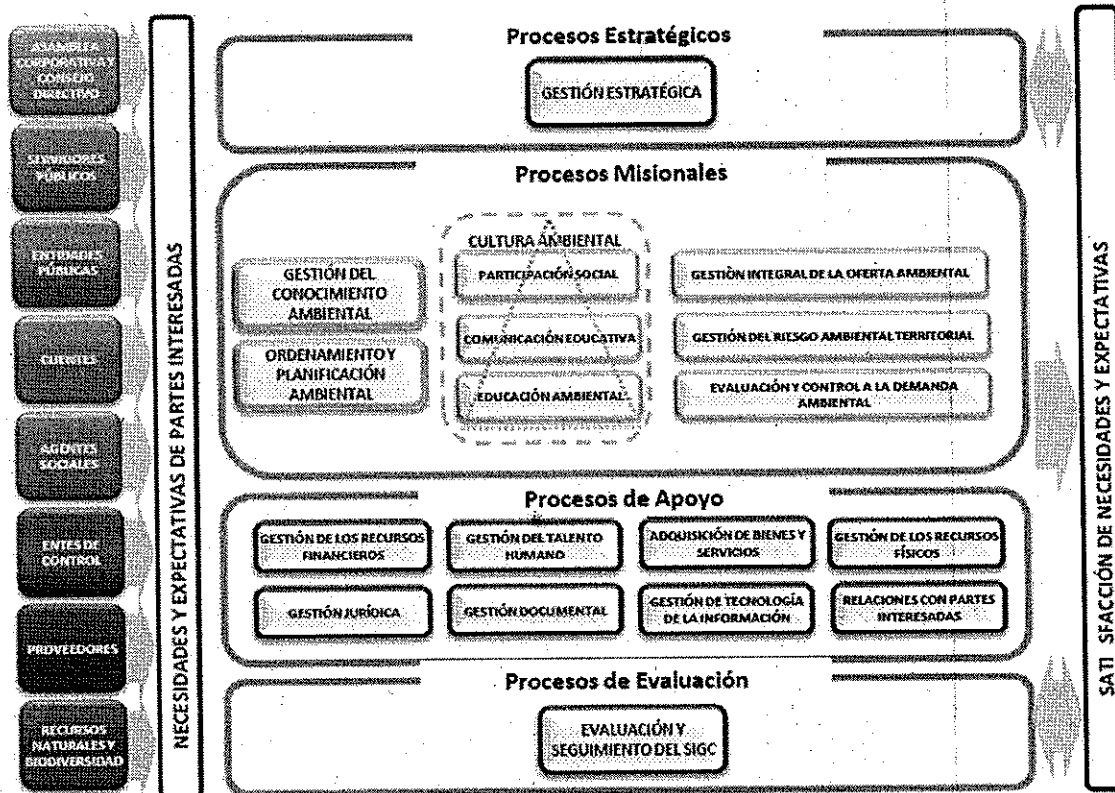 ASAMBLEA
CORPORATIVA Y
CONSEJO
DIRECTIVAS
SERVIDORES
PÚBLICOS
ENTIDADES
PÚBLICAS
CLIENTES
AGENTES
SOCIALES
ENTES DE
CONTROL
PROVEEDORES
RECURSOS
NATURALES Y
BIODIVERSIDAD
NECESIDADES Y EXPECTATIVAS DE PARTES INTERESADAS
Procesos Estratégicos
GESTIÓN ESTRATÉGICA
Procesos Misionales
GESTIÓN DEL
CONOCIMIENTO
AMBIENTAL
ORDENAMIENTO Y
PLANIFICACIÓN
AMBIENTAL
CULTURA AMBIENTAL
PARTICIPACIÓN SOCIAL
COMUNICACIÓN EDUCATIVA
EDUCACIÓN AMBIENTAL
GESTIÓN INTEGRAL DE LA OFERTA AMBIENTAL
GESTIÓN DEL RIESGO AMBIENTAL TERRITORIAL
EVALUACIÓN Y CONTROL A LA DEMANDA
AMBIENTAL
Procesos de Apoyo
GESTIÓN DE LOS RECURSOS
FINANCIEROS
GESTIÓN DEL TALENTO
HUMANO
ADQUISICIÓN DE BIENES Y
SERVICIOS
GESTIÓN DE LOS RECURSOS
FÍSICOS
GESTIÓN JURÍDICA
GESTIÓN DOCUMENTAL
GESTIÓN DE TECNOLOGÍA
DE LA INFORMACIÓN
RELACIONES CON PARTES
INTERESADAS
Procesos de Evaluación
EVALUACIÓN Y
SEGUIMIENTO DEL SIGC
SATI SFACCIÓN DE NECESIDADES Y EXPECTATIVAS